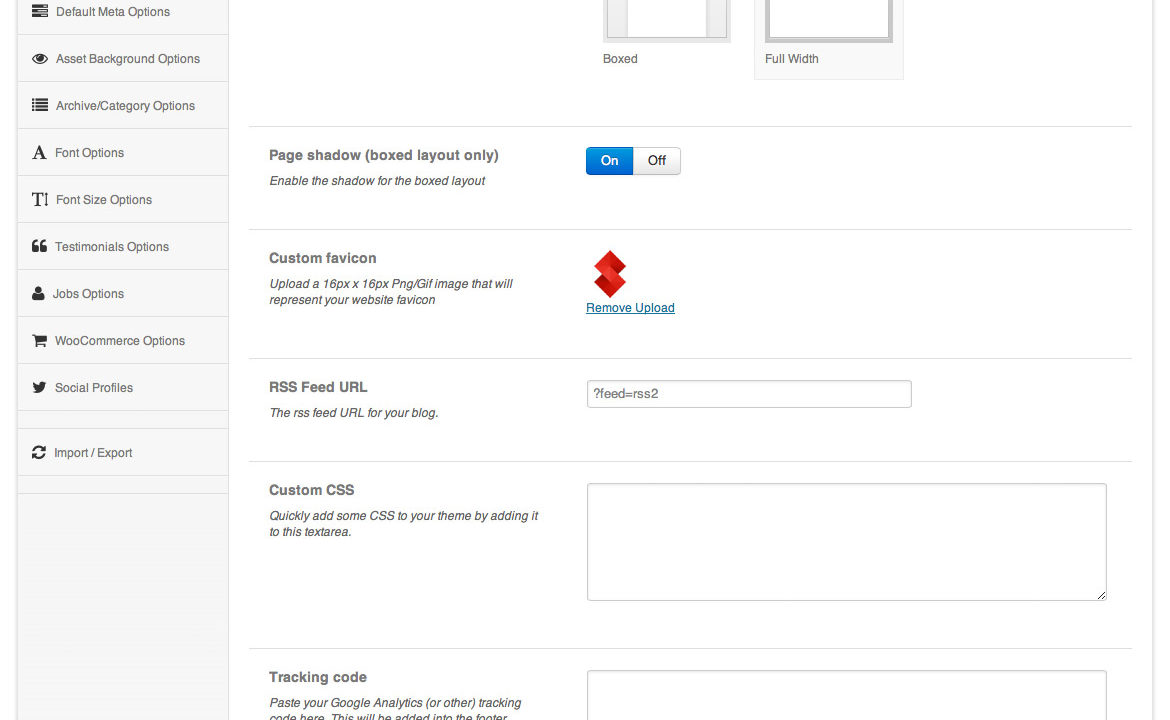 Default Meta Options
Asset Background Options
Archive/Category Options
Font Options
Font Size Options
Testimonials Options
Jobs Options
WooCommerce Options
Social Profiles
Import / Export
Boxed
Full Width
Page shadow (boxed layout only)
Enable the shadow for the boxed layout
On
Off
Custom favicon
Upload a 16px x 16px Png/Gif image that will
represent your website favicon
Remove Upload
RSS Feed URL
The rss feed URL for your blog.
?feed=rss2
Custom CSS
Quickly add some CSS to your theme by adding it
to this textarea.
Tracking code
Paste your Google Analytics (or other) tracking
code here. This will be added into the footer